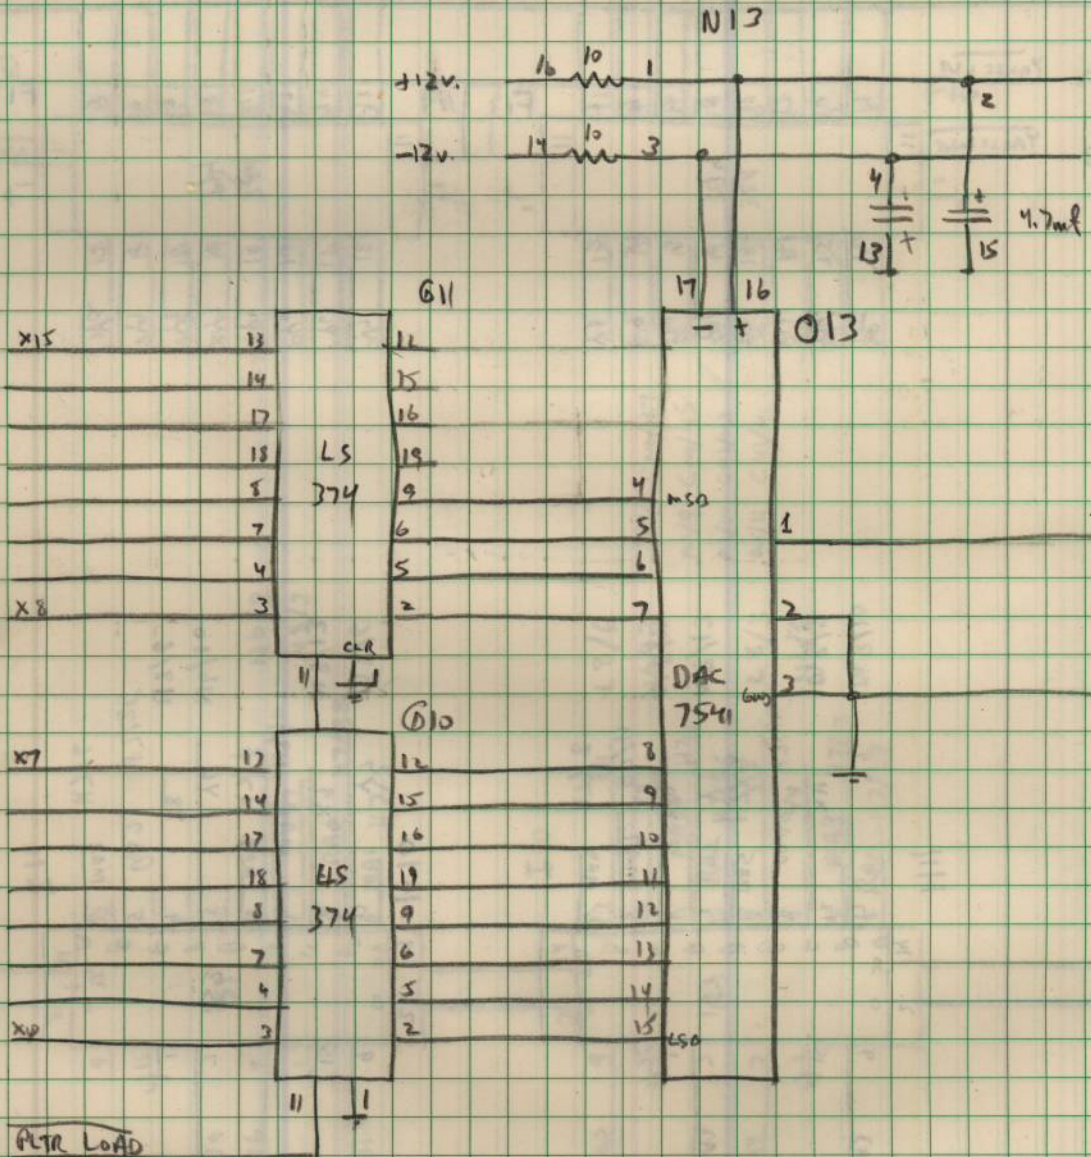 N13
+12v. 16 10 1
2
-12v. 14 10 3
4 + 4.7mf
13 + 15
G11 17 16
- + O13
X15 13 12
14 15
17 16
18 LS 19
8 374 9 4 MSB
7 6 5 1
4 5 6
X8 3 2 7 2
CLR
11 1 DAC GND 3
G10 7541
X7 13 12 8
14 15 9
17 16 10
18 LS 19 11
8 374 9 12
7 6 13
4 5 14
X0 3 2 15 LSB
11 1
PLTR LOAD